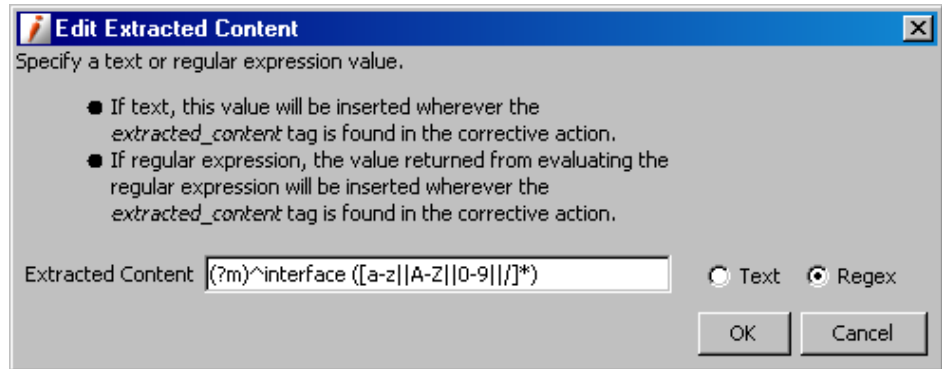 Edit Extracted Content
Specify a text or regular expression value.
If text, this value will be inserted wherever the
extracted_content tag is found in the corrective action.
If regular expression, the value returned from evaluating the
regular expression will be inserted wherever the
extracted_content tag is found in the corrective action.
Extracted Content (?m)^interface ([a-z||A-Z||0-9||/]*) Text Regex
OK Cancel